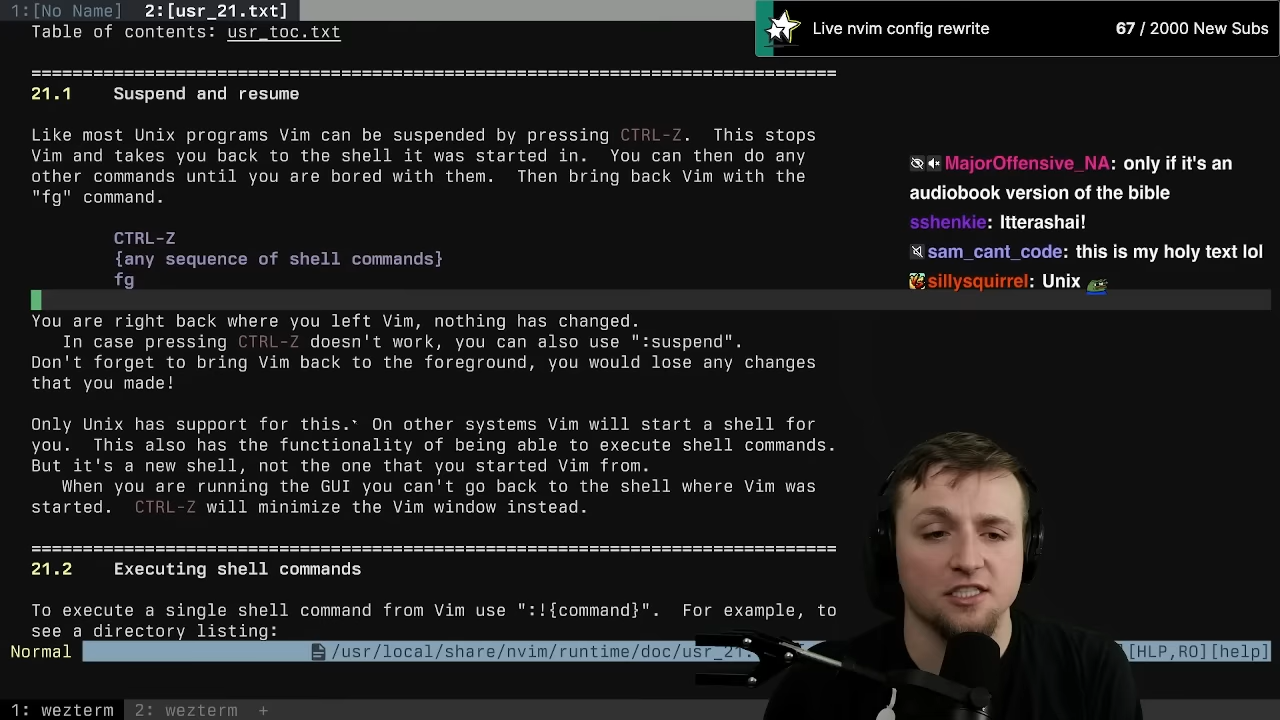 1:[No Name]  2:[usr_21.txt]
Table of contents: usr_toc.txt
Live nvim config rewrite
67 / 2000 New Subs
==============================================================================
21.1    Suspend and resume
Like most Unix programs Vim can be suspended by pressing CTRL-Z.  This stops
Vim and takes you back to the shell it was started in.  You can then do any
other commands until you are bored with them.  Then bring back Vim with the
"fg" command.
CTRL-Z
{any sequence of shell commands}
fg
You are right back where you left Vim, nothing has changed.
In case pressing CTRL-Z doesn't work, you can also use ":suspend".
Don't forget to bring Vim back to the foreground, you would lose any changes
that you made!
Only Unix has support for this.  On other systems Vim will start a shell for
you.  This also has the functionality of being able to execute shell commands.
But it's a new shell, not the one that you started Vim from.
When you are running the GUI you can't go back to the shell where Vim was
started.  CTRL-Z will minimize the Vim window instead.
==============================================================================
21.2    Executing shell commands
To execute a single shell command from Vim use ":!{command}".  For example, to
see a directory listing:
MajorOffensive_NA: only if it's an
audiobook version of the bible
sshenkie: Itterashai!
sam_cant_code: this is my holy text lol
sillysquirrel: Unix
Normal /usr/local/share/nvim/runtime/doc/usr_21. [HLP,RO][help]
1: wezterm  2: wezterm  +